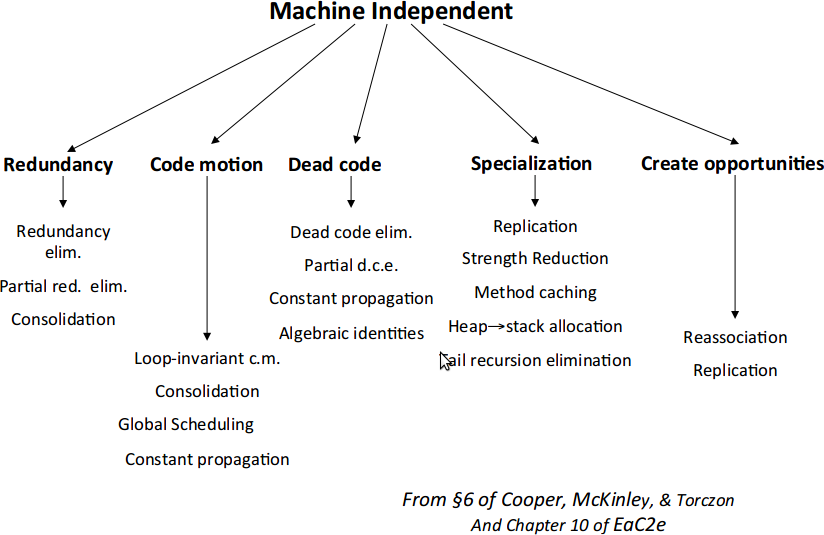 Machine Independent
Redundancy
Code motion
Dead code
Specialization
Create opportunities
Redundancy
elim.
Partial red. elim.
Consolidation
Loop-invariant c.m.
Consolidation
Global Scheduling
Constant propagation
Dead code elim.
Partial d.c.e.
Constant propagation
Algebraic identities
Replication
Strength Reduction
Method caching
Heap→stack allocation
Tail recursion elimination
Reassociation
Replication
From §6 of Cooper, McKinley, & Torczon
And Chapter 10 of EaC2e